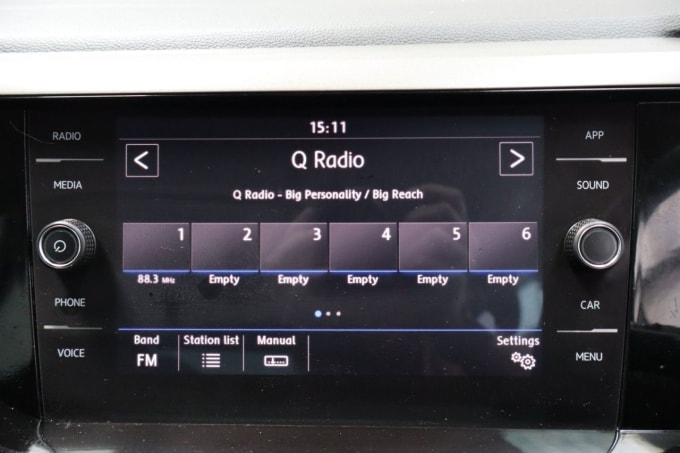 15:11
RADIO
APP
< Q Radio >
MEDIA
SOUND
Q Radio - Big Personality / Big Reach
1 2 3 4 5 6
88.3 MHz Empty Empty Empty Empty Empty
PHONE
CAR
Band Station list Manual Settings
FM
VOICE
MENU